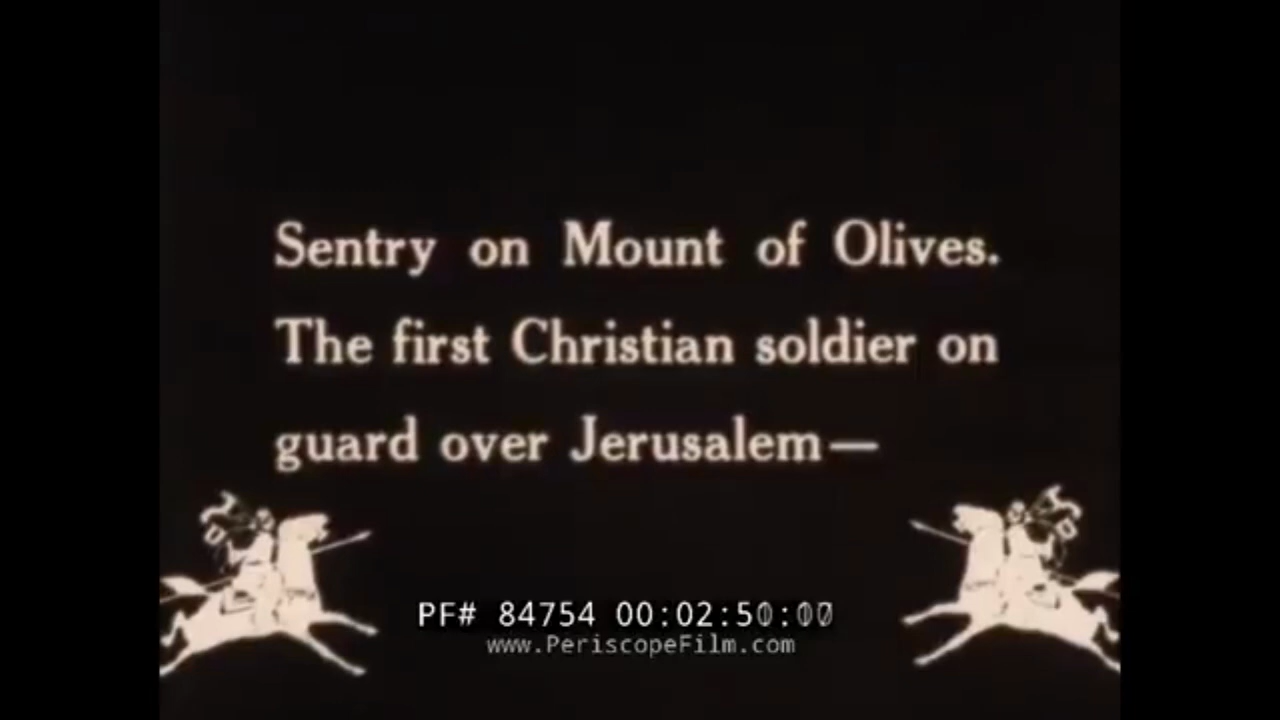 Sentry on Mount of Olives.
The first Christian soldier on
guard over Jerusalem—
PF# 84754 00:02:50:00
www.PeriscopeFilm.com